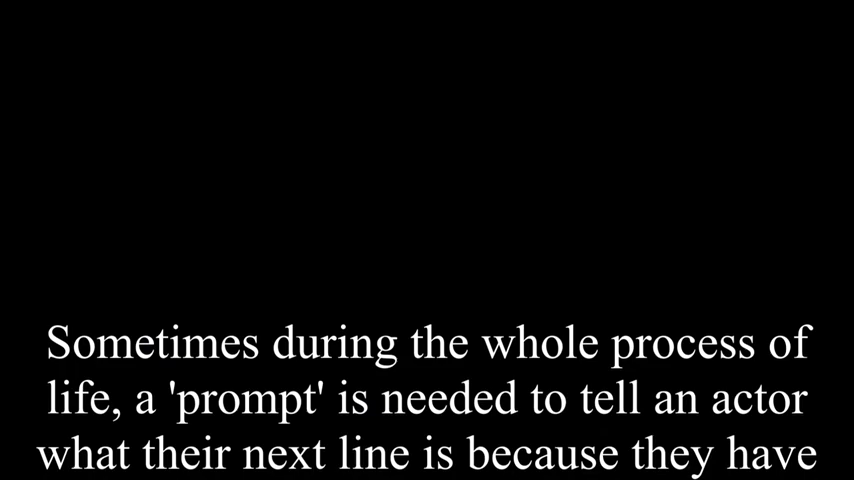 Sometimes during the whole process of
life, a 'prompt' is needed to tell an actor
what their next line is because they have